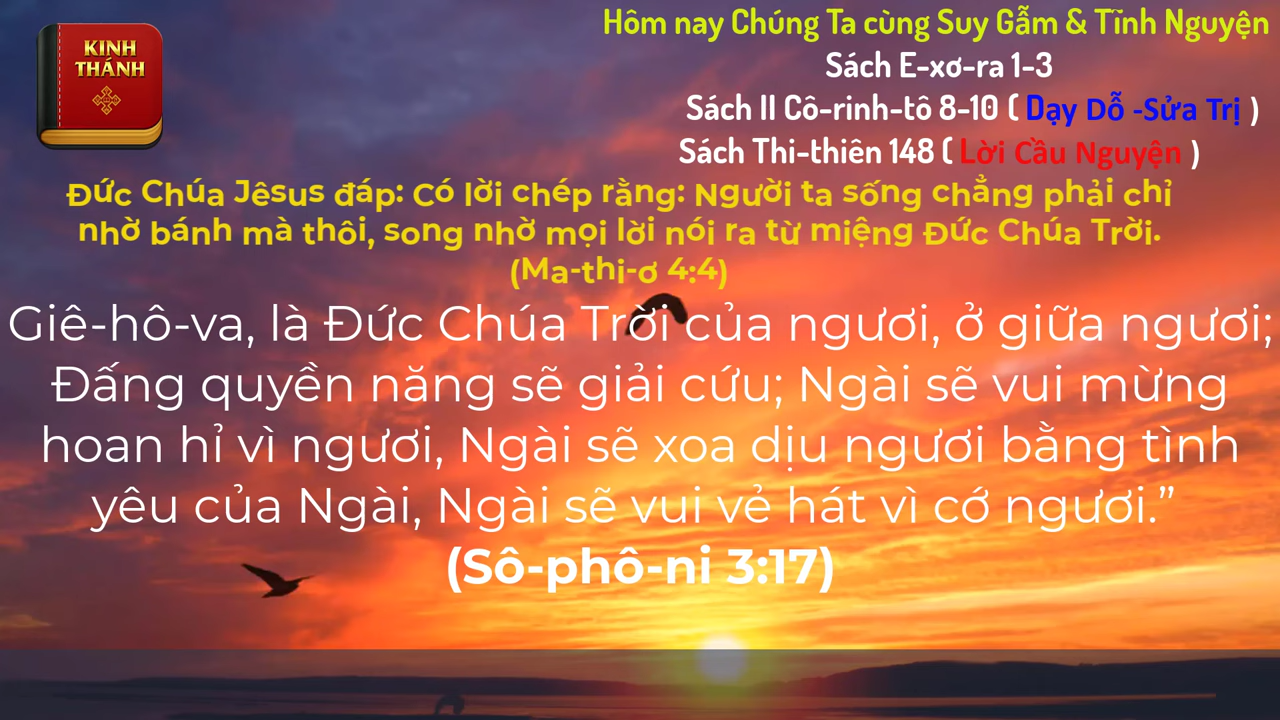 KINH
THÁNH
Hôm nay Chúng Ta cùng Suy Gẫm & Tĩnh Nguyện
Sách E-xơ-ra 1-3
Sách II Cô-rinh-tô 8-10 ( Dạy Dỗ -Sửa Trị )
Sách Thi-thiên 148 ( Lời Cầu Nguyện )
Đức Chúa Jêsus đáp: Có lời chép rằng: Người ta sống chẳng phải chỉ
nhờ bánh mà thôi, song nhờ mọi lời nói ra từ miệng Đức Chúa Trời.
(Ma-thi-ơ 4:4)
Giê-hô-va, là Đức Chúa Trời của ngươi, ở giữa ngươi;
Đấng quyền năng sẽ giải cứu; Ngài sẽ vui mừng
hoan hỉ vì ngươi, Ngài sẽ xoa dịu ngươi bằng tình
yêu của Ngài, Ngài sẽ vui vẻ hát vì cớ ngươi.”
(Sô-phô-ni 3:17)